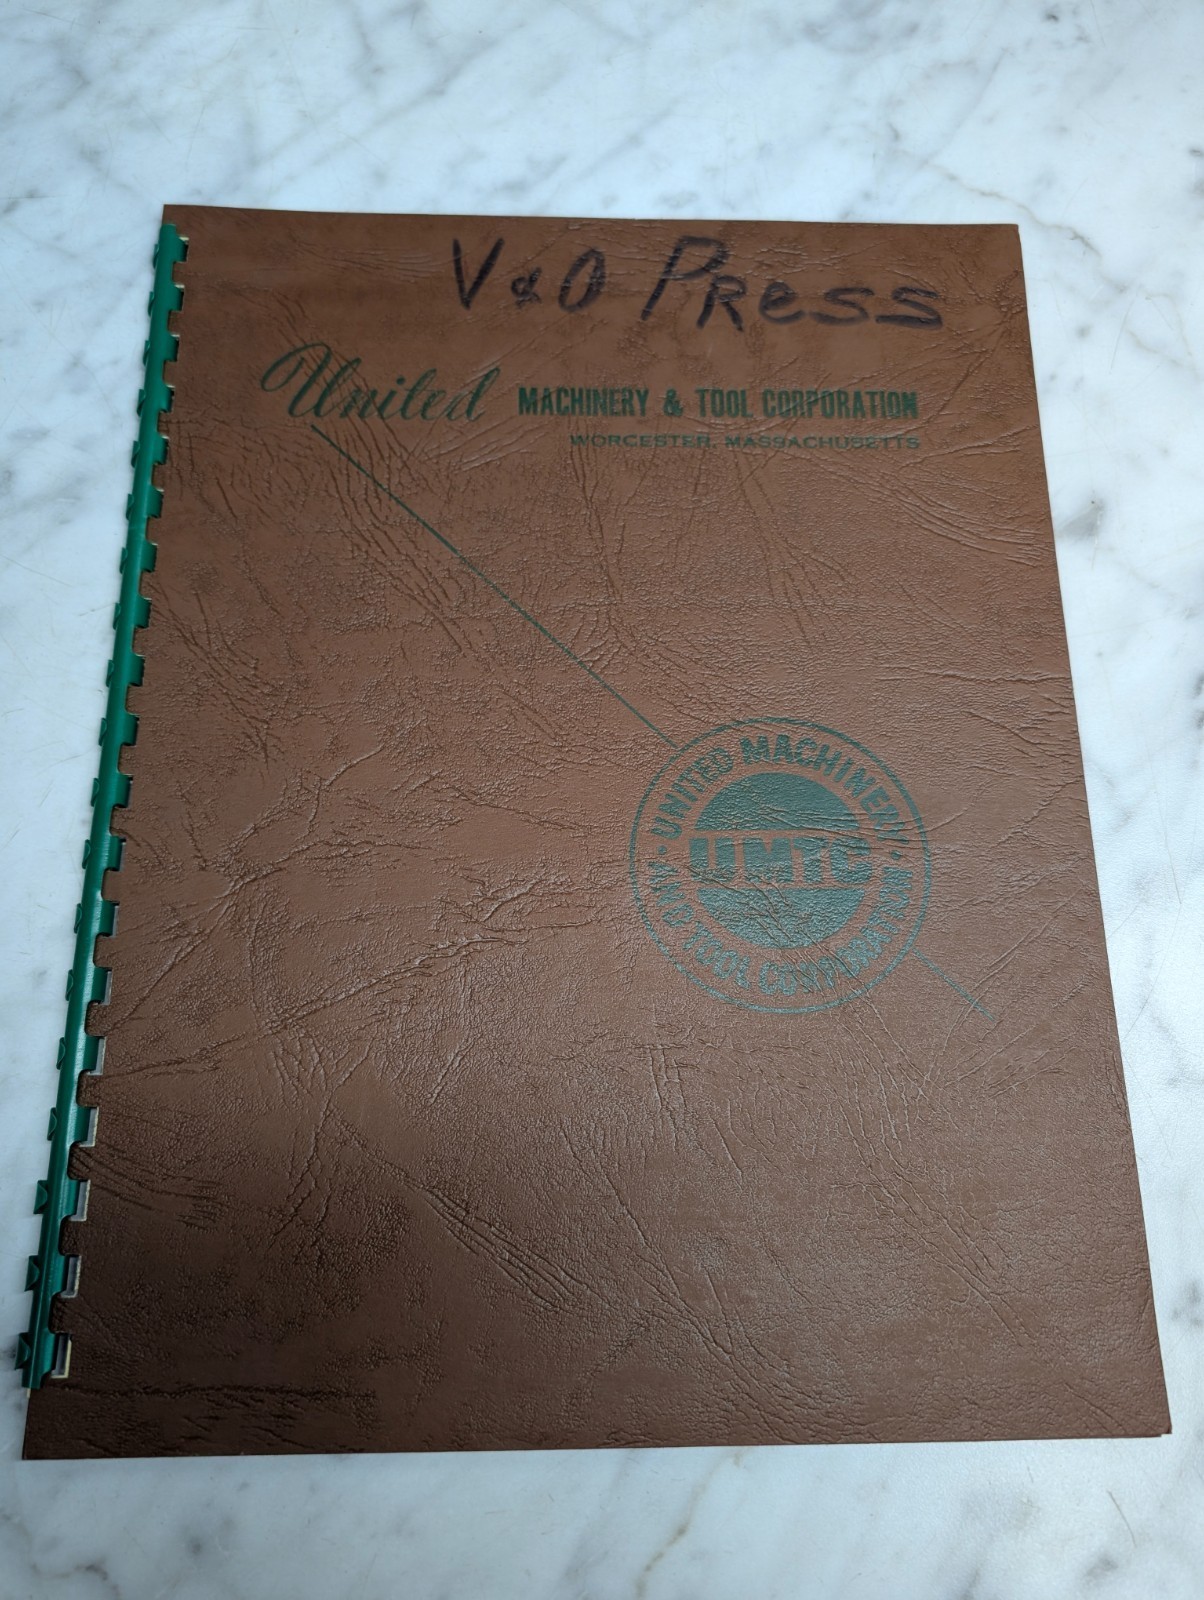 V & O PRess
United MACHINERY & TOOL CORPORATION
WORCESTER, MASSACHUSETTS
UNITED MACHINERY
UMTC
AND TOOL CORPORATION